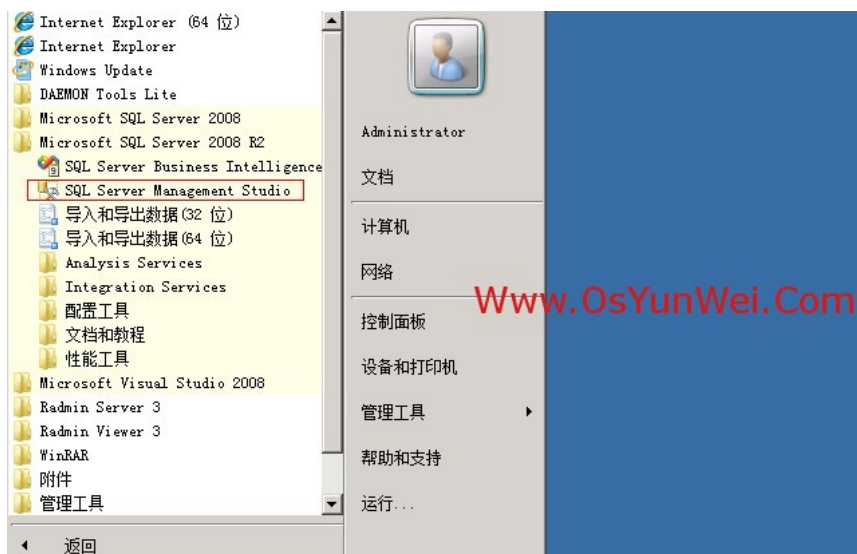 Internet Explorer (64 位)
Internet Explorer
Windows Update
DAEMON Tools Lite
Microsoft SQL Server 2008
Microsoft SQL Server 2008 R2
SQL Server Business Intelligence
SQL Server Management Studio
导入和导出数据(32 位)
导入和导出数据(64 位)
Analysis Services
Integration Services
配置工具
文档和教程
性能工具
Microsoft Visual Studio 2008
Radmin Server 3
Radmin Viewer 3
WinRAR
附件
管理工具
返回
Administrator
文档
计算机
网络
控制面板
设备和打印机
管理工具
帮助和支持
运行...
Www.OsYunWei.Com